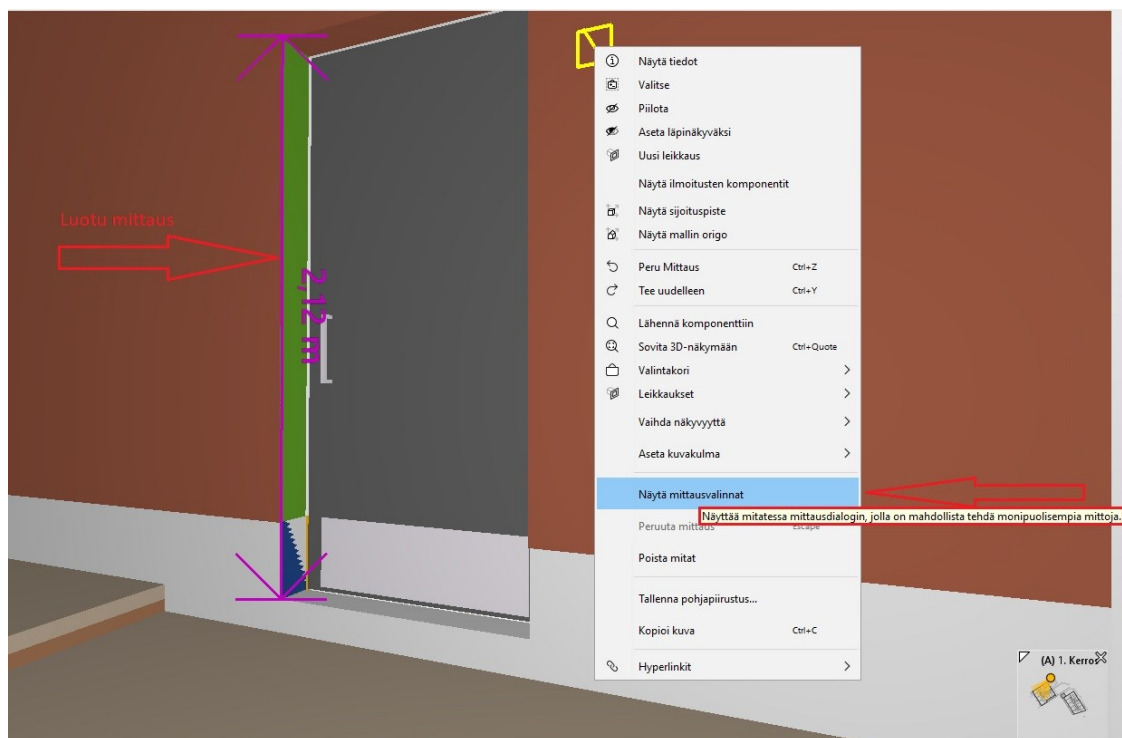 Näytä tiedot
Valitse
Piilota
Aseta läpinäkyväksi
Uusi leikkaus
Näytä ilmoitusten komponentit
Näytä sijoituspiste
Näytä mallin origo
Luotu mittaus
Peru Mittaus Ctrl+Z
Tee uudelleen Ctrl+Y
2,12 m
Lähennä komponenttiin
Sovita 3D-näkymään Ctrl+Quote
Valintakori
Leikkaukset
Vaihda näkyvyyttä
Aseta kuvakulma
Näytä mittausvalinnat
Näyttää mitatessa mittausdialogin, jolla on mahdollista tehdä monipuolisempia mittoja.
Peruuta mittaus Escape
Poista mitat
Tallenna pohjapiirustus...
Kopioi kuva Ctrl+C
Hyperlinkit
(A) 1. Kerros